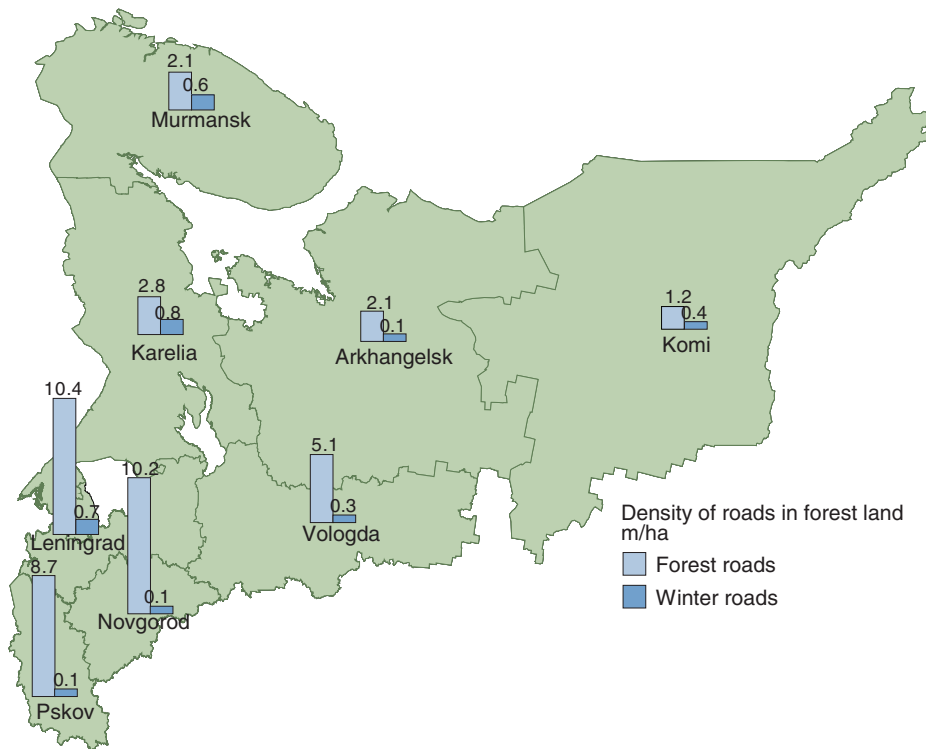 2.1
0.6
Murmansk
2.8
0.8
Karelia
2.1
0.1
Arkhangelsk
1.2
0.4
Komi
10.4
0.7
Leningrad
10.2
0.1
Novgorod
5.1
0.3
Vologda
8.7
0.1
Pskov
Density of roads in forest land
m/ha
Forest roads
Winter roads